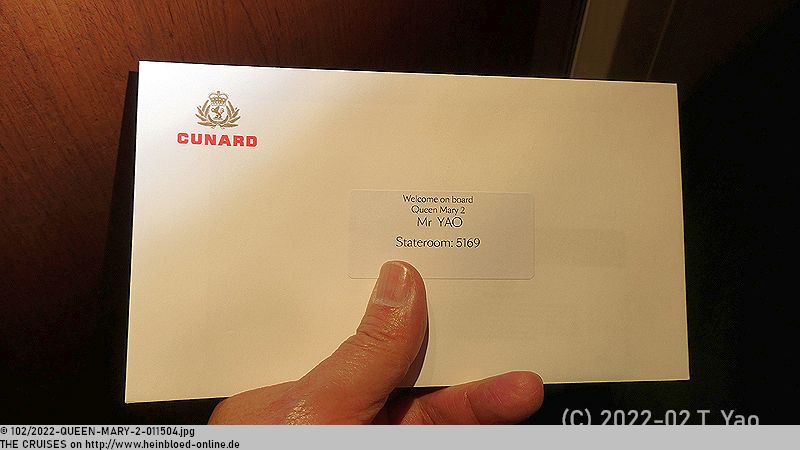 CUNARD
Welcome on board
Queen Mary 2
Mr YAO
Stateroom: 5169
(C) 2022-02 T. Yao
© 102/2022-QUEEN-MARY-2-011504.jpg
THE CRUISES on http://www.heinbloed-online.de